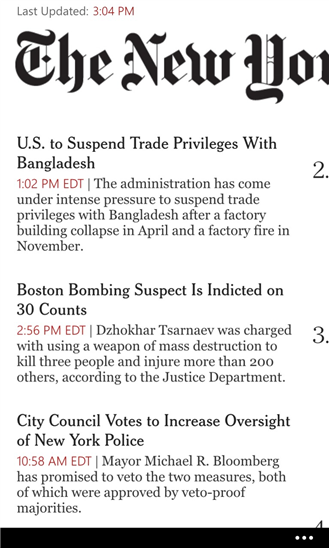 Last Updated: 3:04 PM
The New Yor
U.S. to Suspend Trade Privileges With
Bangladesh
1:02 PM EDT | The administration has come
under intense pressure to suspend trade
privileges with Bangladesh after a factory
building collapse in April and a factory fire in
November.
2.
Boston Bombing Suspect Is Indicted on
30 Counts
2:56 PM EDT | Dzhokhar Tsarnaev was charged
with using a weapon of mass destruction to
kill three people and injure more than 200
others, according to the Justice Department.
3.
City Council Votes to Increase Oversight
of New York Police
10:58 AM EDT | Mayor Michael R. Bloomberg
has promised to veto the two measures, both
of which were approved by veto-proof
majorities.